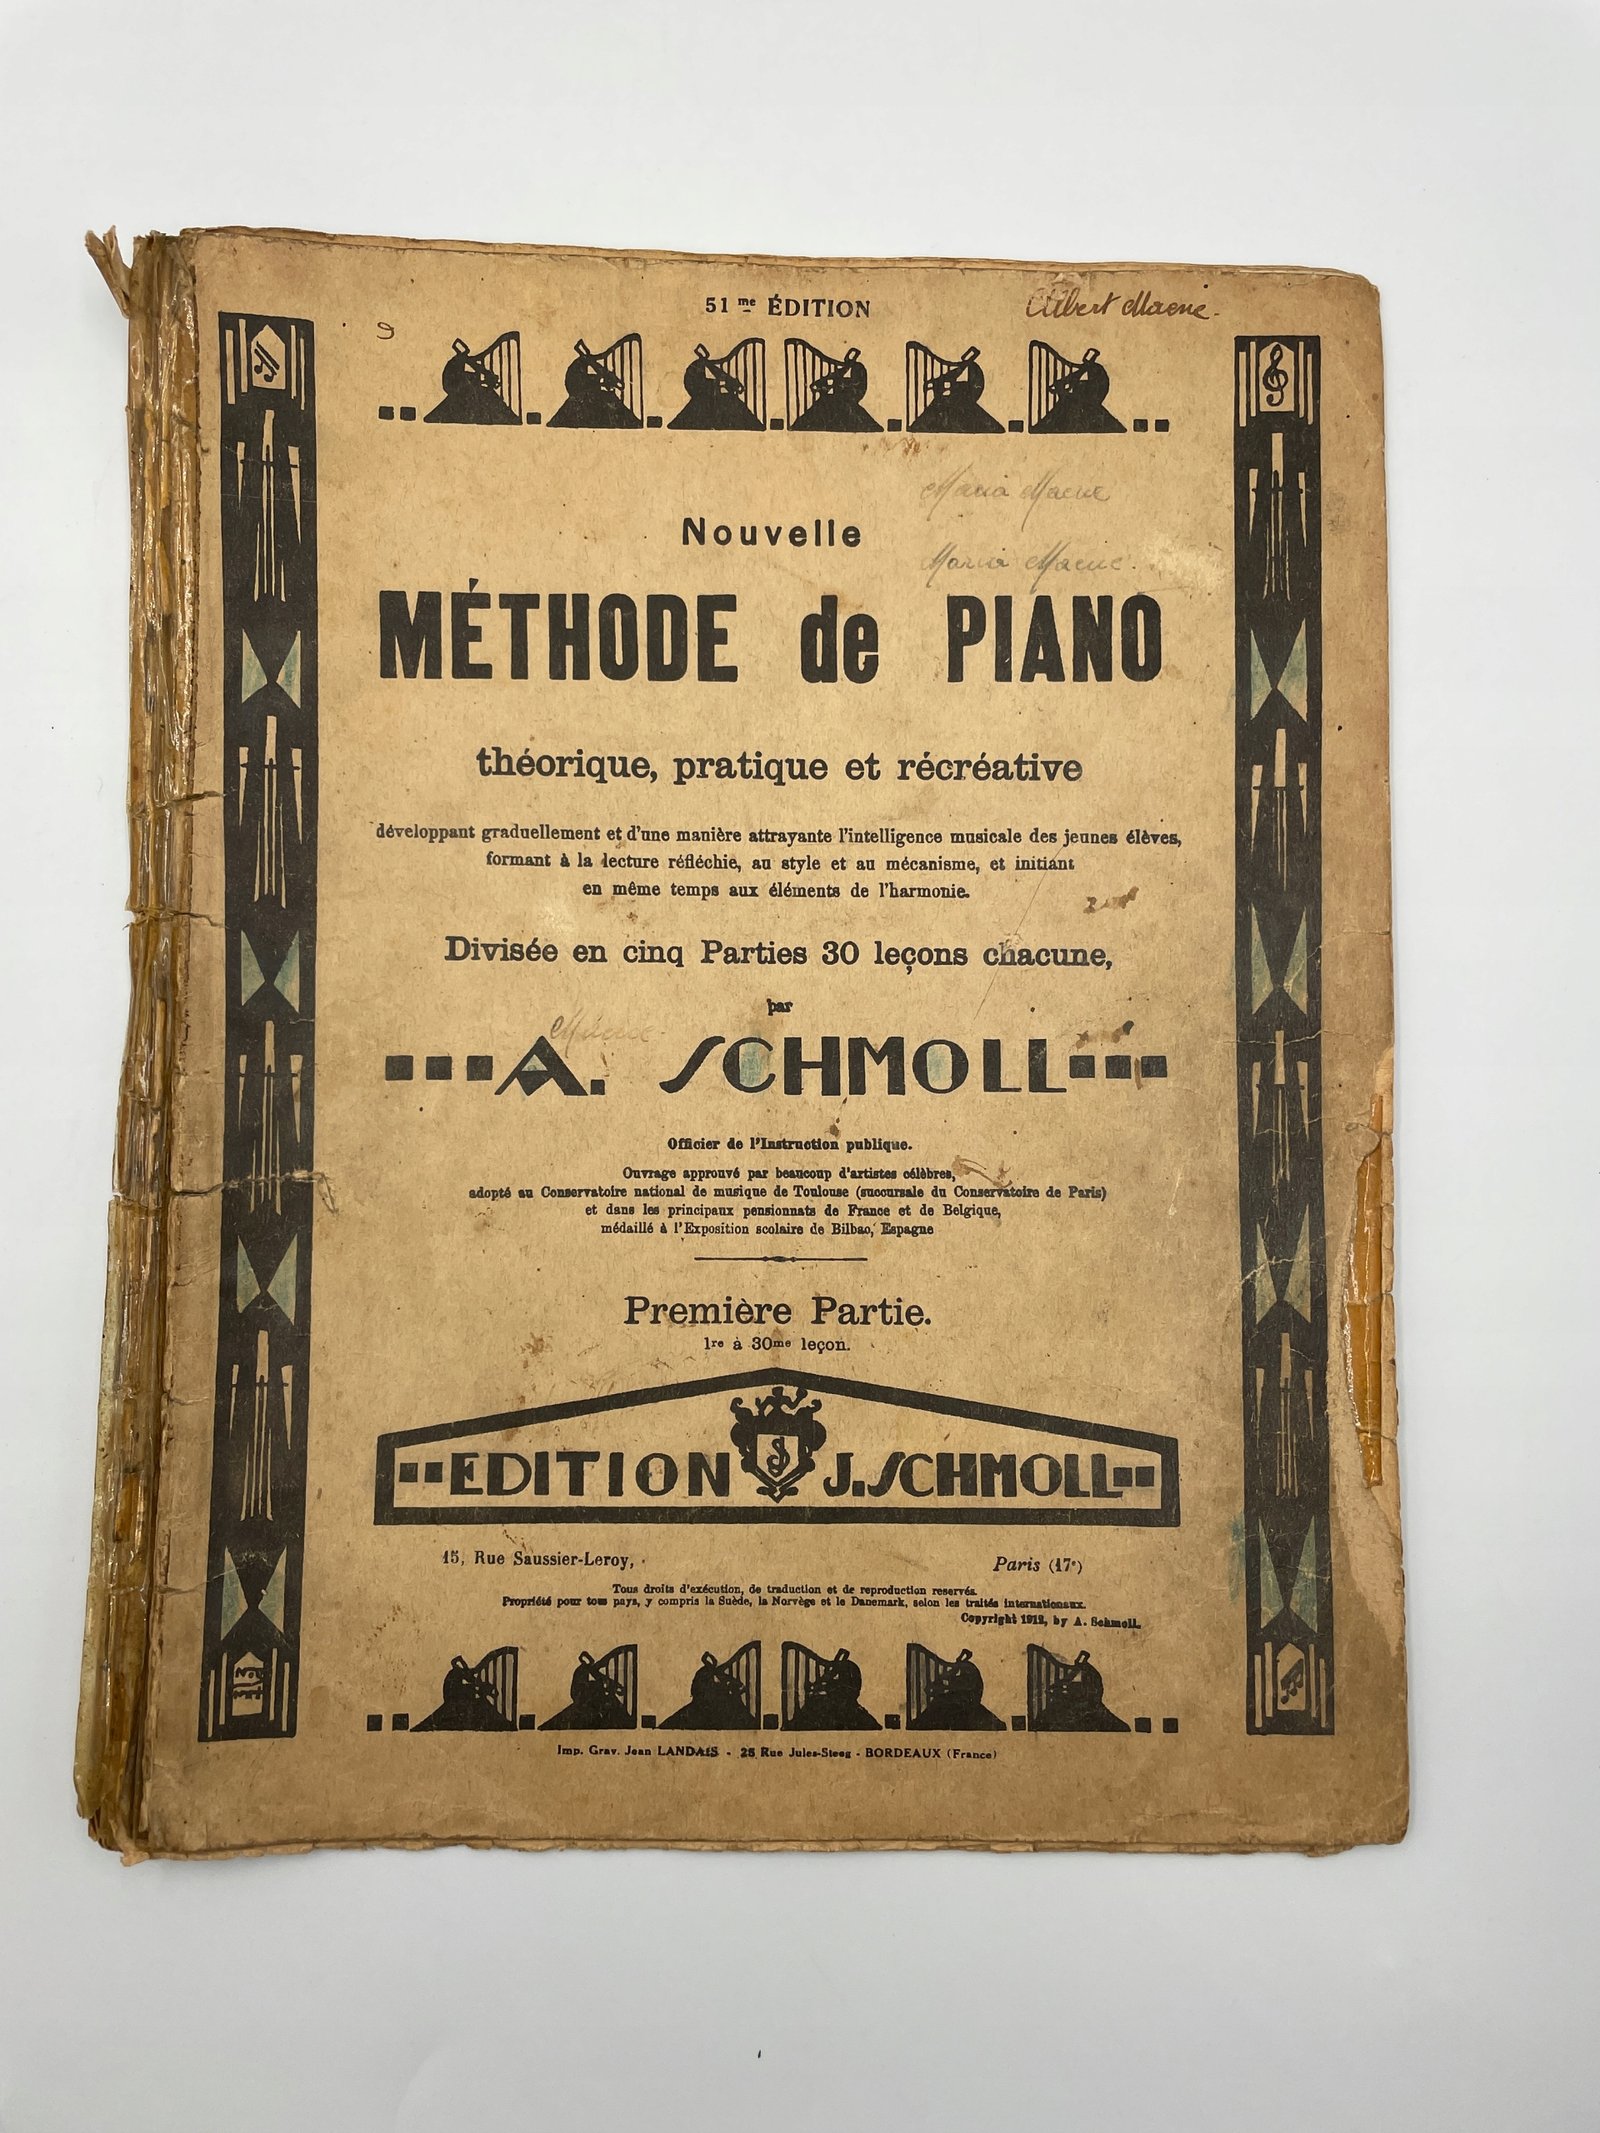 51me ÉDITION
Albert Maene.
Nouvelle
Maria Maene
Maria Maene.
MÉTHODE de PIANO
théorique, pratique et récréative
développant graduellement et d'une manière attrayante l'intelligence musicale des jeunes élèves,
formant à la lecture réfléchie, au style et au mécanisme, et initiant
en même temps aux éléments de l'harmonie.
Divisée en cinq Parties 30 leçons chacune,
par
Maene
A. SCHMOLL
Officier de l'Instruction publique.
Ouvrage approuvé par beaucoup d'artistes célèbres,
adopté au Conservatoire national de musique de Toulouse (succursale du Conservatoire de Paris)
et dans les principaux pensionnats de France et de Belgique,
médaillé à l'Exposition scolaire de Bilbao, Espagne
Première Partie.
1re à 30me leçon.
EDITION J. SCHMOLL
15, Rue Saussier-Leroy, Paris (17e)
Tous droits d'exécution, de traduction et de reproduction reservés.
Propriété pour tous pays, y compris la Suède, la Norvège et le Danemark, selon les traités internationaux.
Copyright 1912, by A. Schmoll.
Imp. Grav. Jean LANDAIS - 25 Rue Jules-Steeg - BORDEAUX (France)